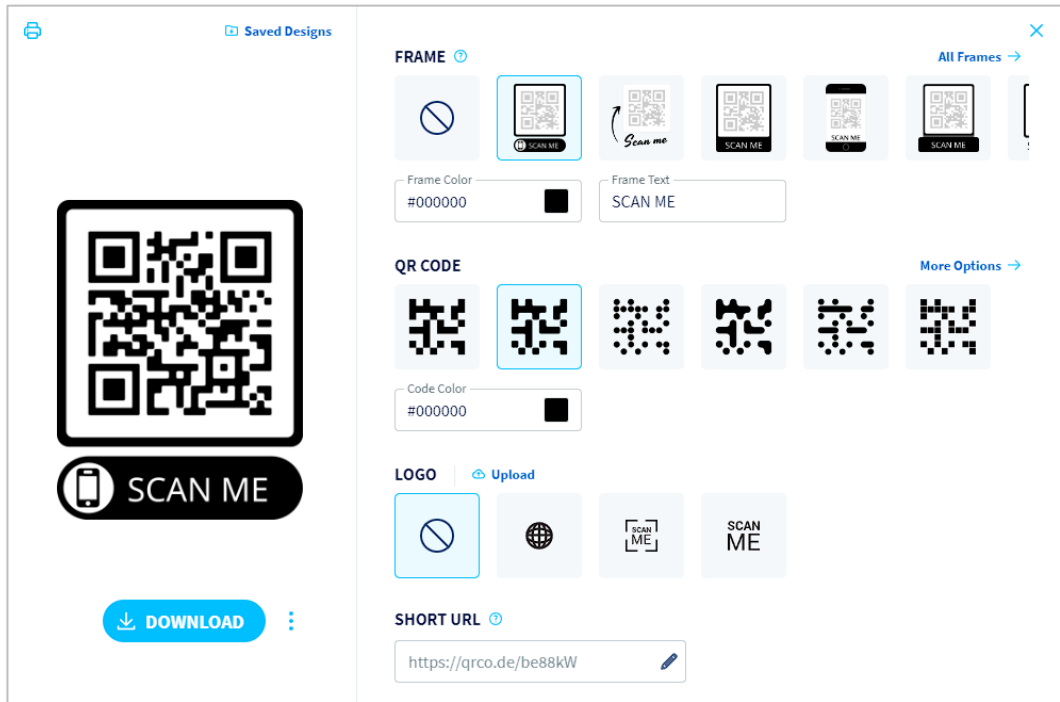 Saved Designs
SCAN ME
DOWNLOAD
FRAME
All Frames
SCAN ME
Scan me
SCAN ME
SCAN ME
SCAN ME
Frame Color
#000000
Frame Text
SCAN ME
QR CODE
More Options
Code Color
#000000
LOGO
Upload
SCAN
ME
SCAN
ME
SHORT URL
https://qrco.de/be88kW